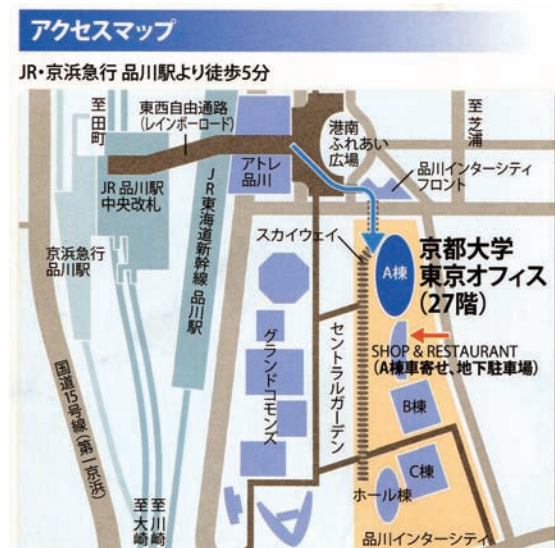 アクセスマップ
JR・京浜急行 品川駅より徒歩5分
至田町
東西自由通路
（レインボーロード）
港南
ふれあい
広場
至芝浦
アトレ
品川
品川インターシティ
フロント
JR 品川駅
中央改札
JR東海道新幹線 品川駅
京浜急行
品川駅
スカイウェイ
A棟
京都大学
東京オフィス
（27階）
グランドコモンズ
セントラルガーデン
SHOP & RESTAURANT
（A棟車寄せ、地下駐車場）
国道15号線（第一京浜）
B棟
C棟
ホール棟
至大崎
至川崎
品川インターシティ